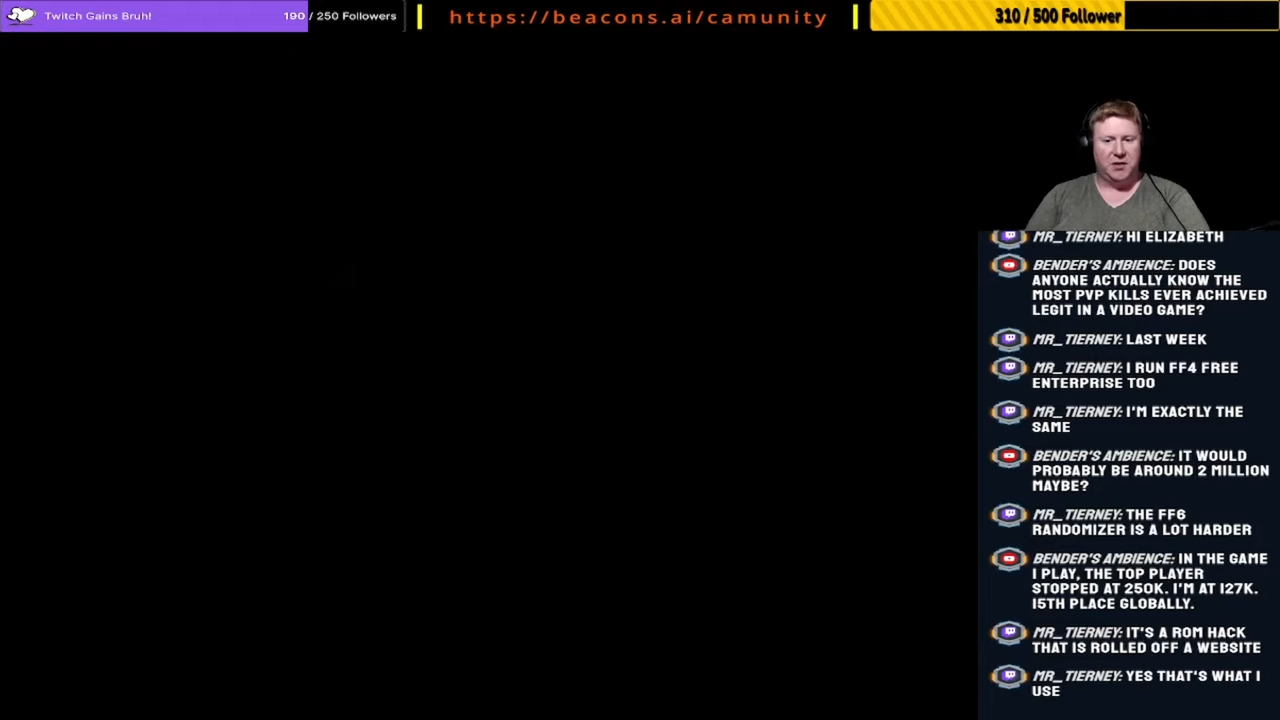 Twitch Gains Bruh!
190 / 250 Followers
https://beacons.ai/camunity
310 / 500 Follower
MR_TIERNEY: HI ELIZABETH
BENDER'S AMBIENCE: DOES
ANYONE ACTUALLY KNOW THE
MOST PVP KILLS EVER ACHIEVED
LEGIT IN A VIDEO GAME?
MR_TIERNEY: LAST WEEK
MR_TIERNEY: I RUN FF4 FREE
ENTERPRISE TOO
MR_TIERNEY: I'M EXACTLY THE
SAME
BENDER'S AMBIENCE: IT WOULD
PROBABLY BE AROUND 2 MILLION
MAYBE?
MR_TIERNEY: THE FF6
RANDOMIZER IS A LOT HARDER
BENDER'S AMBIENCE: IN THE GAME
I PLAY, THE TOP PLAYER
STOPPED AT 250K. I'M AT 127K.
15TH PLACE GLOBALLY.
MR_TIERNEY: IT'S A ROM HACK
THAT IS ROLLED OFF A WEBSITE
MR_TIERNEY: YES THAT'S WHAT I
USE